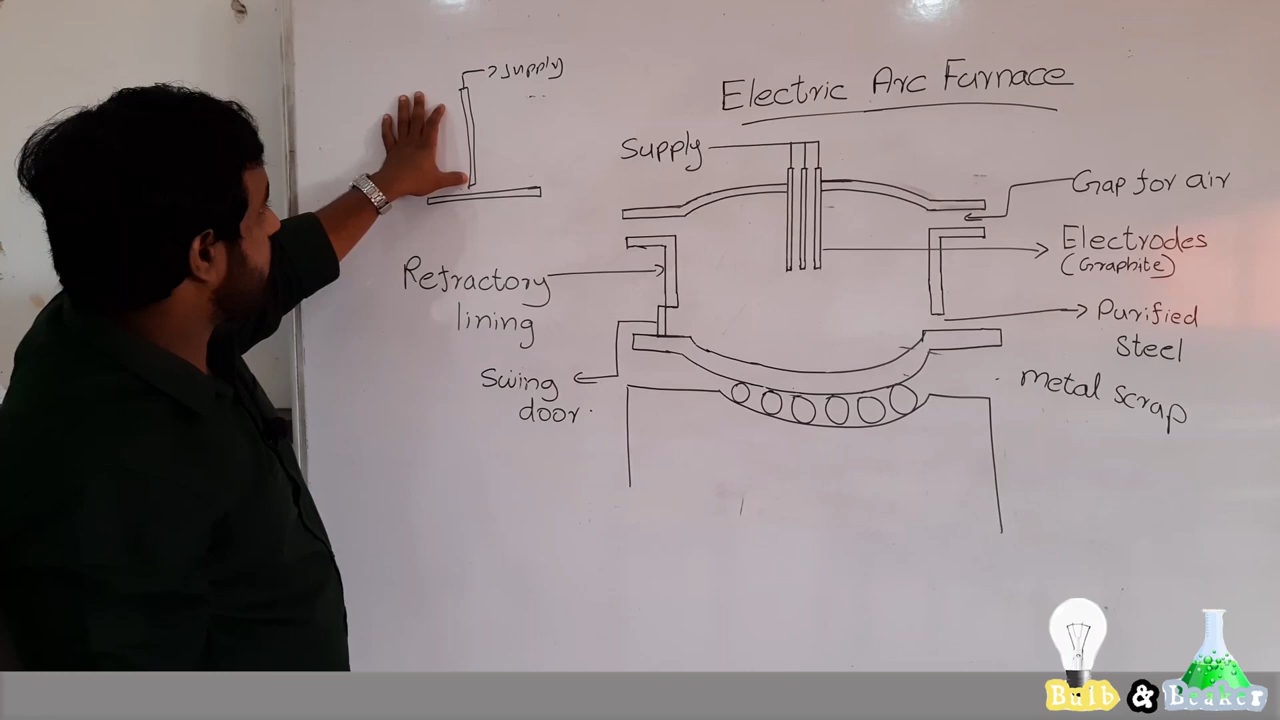 supply
Electric Arc Furnace
Supply
Gap for air
Electrodes
(Graphite)
Refractory
lining
Purified
Steel
Swing
door
metal scrap
Bulb & Beaker